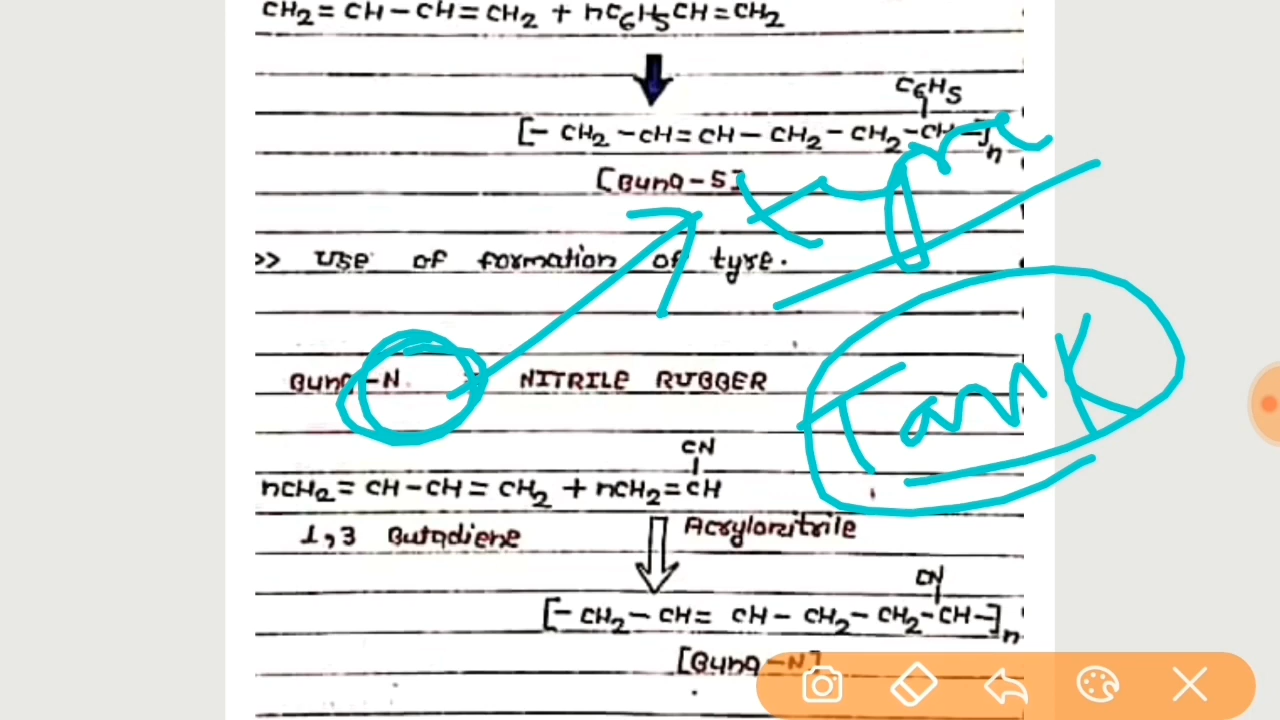 CH2=CH-CH=CH2 + nC6H5CH=CH2
C6H5
[- CH2 -CH=CH- CH2- CH2-CH-]n
[Buna-S]
tyre
>> Use of formation of tyre.
Buna-N → NITRILE RUBBER
Tank
CN
nCH2=CH-CH=CH2 + nCH2=CH
1,3 Butadiene Acrylonitrile
CN
[- CH2- CH= CH- CH2- CH2-CH-]n
[Buna-N]